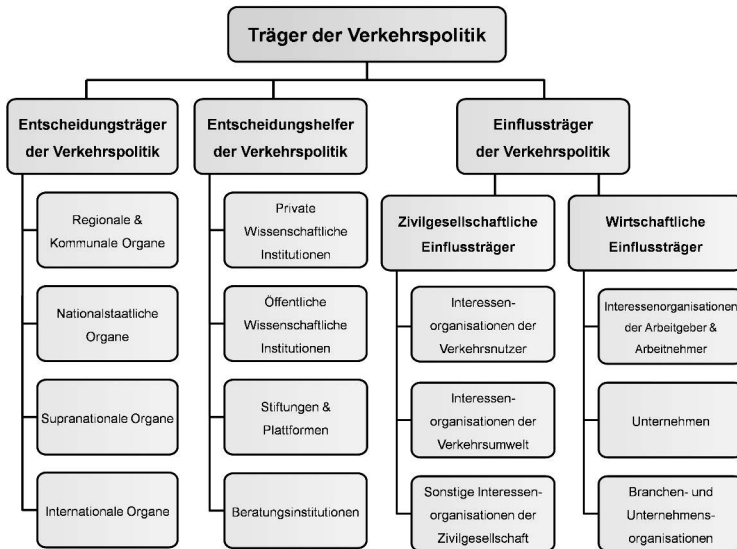 Träger der Verkehrspolitik
Entscheidungsträger
der Verkehrspolitik
Regionale &
Kommunale Organe
Nationalstaatliche
Organe
Supranationale Organe
Internationale Organe
Entscheidungshelfer
der Verkehrspolitik
Private
Wissenschaftliche
Institutionen
Öffentliche
Wissenschaftliche
Institutionen
Stiftungen &
Plattformen
Beratungsinstitutionen
Einflussträger
der Verkehrspolitik
Zivilgesellschaftliche
Einflussträger
Interessen-
organisationen der
Verkehrsnutzer
Interessen-
organisationen der
Verkehrsumwelt
Sonstige Interessen-
organisationen der
Zivilgesellschaft
Wirtschaftliche
Einflussträger
Interessenorganisationen
der Arbeitgeber &
Arbeitnehmer
Unternehmen
Branchen- und
Unternehmens-
organisationen